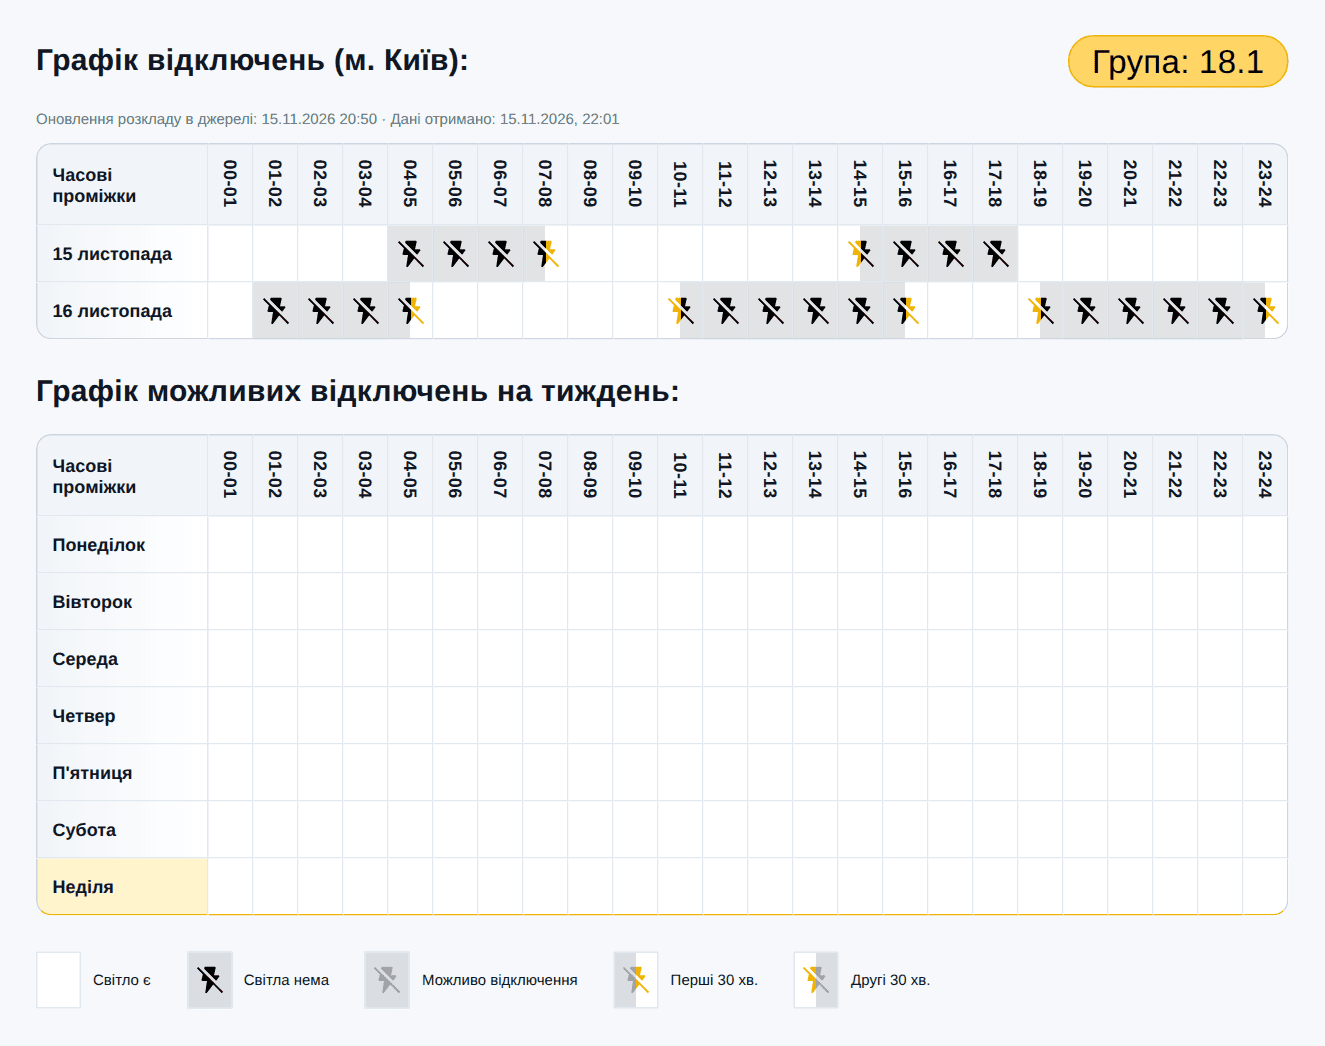 Графік відключень (м. Київ):
Група: 18.1
Оновлення розкладу в джерелі: 15.11.2026 20:50 · Дані отримано: 15.11.2026, 22:01
Часові
проміжки
00-01
01-02
02-03
03-04
04-05
05-06
06-07
07-08
08-09
09-10
10-11
11-12
12-13
13-14
14-15
15-16
16-17
17-18
18-19
19-20
20-21
21-22
22-23
23-24
15 листопада
16 листопада
Графік можливих відключень на тиждень:
Часові
проміжки
00-01
01-02
02-03
03-04
04-05
05-06
06-07
07-08
08-09
09-10
10-11
11-12
12-13
13-14
14-15
15-16
16-17
17-18
18-19
19-20
20-21
21-22
22-23
23-24
Понеділок
Вівторок
Середа
Четвер
П'ятниця
Субота
Неділя
Світло є
Світла нема
Можливо відключення
Перші 30 хв.
Другі 30 хв.